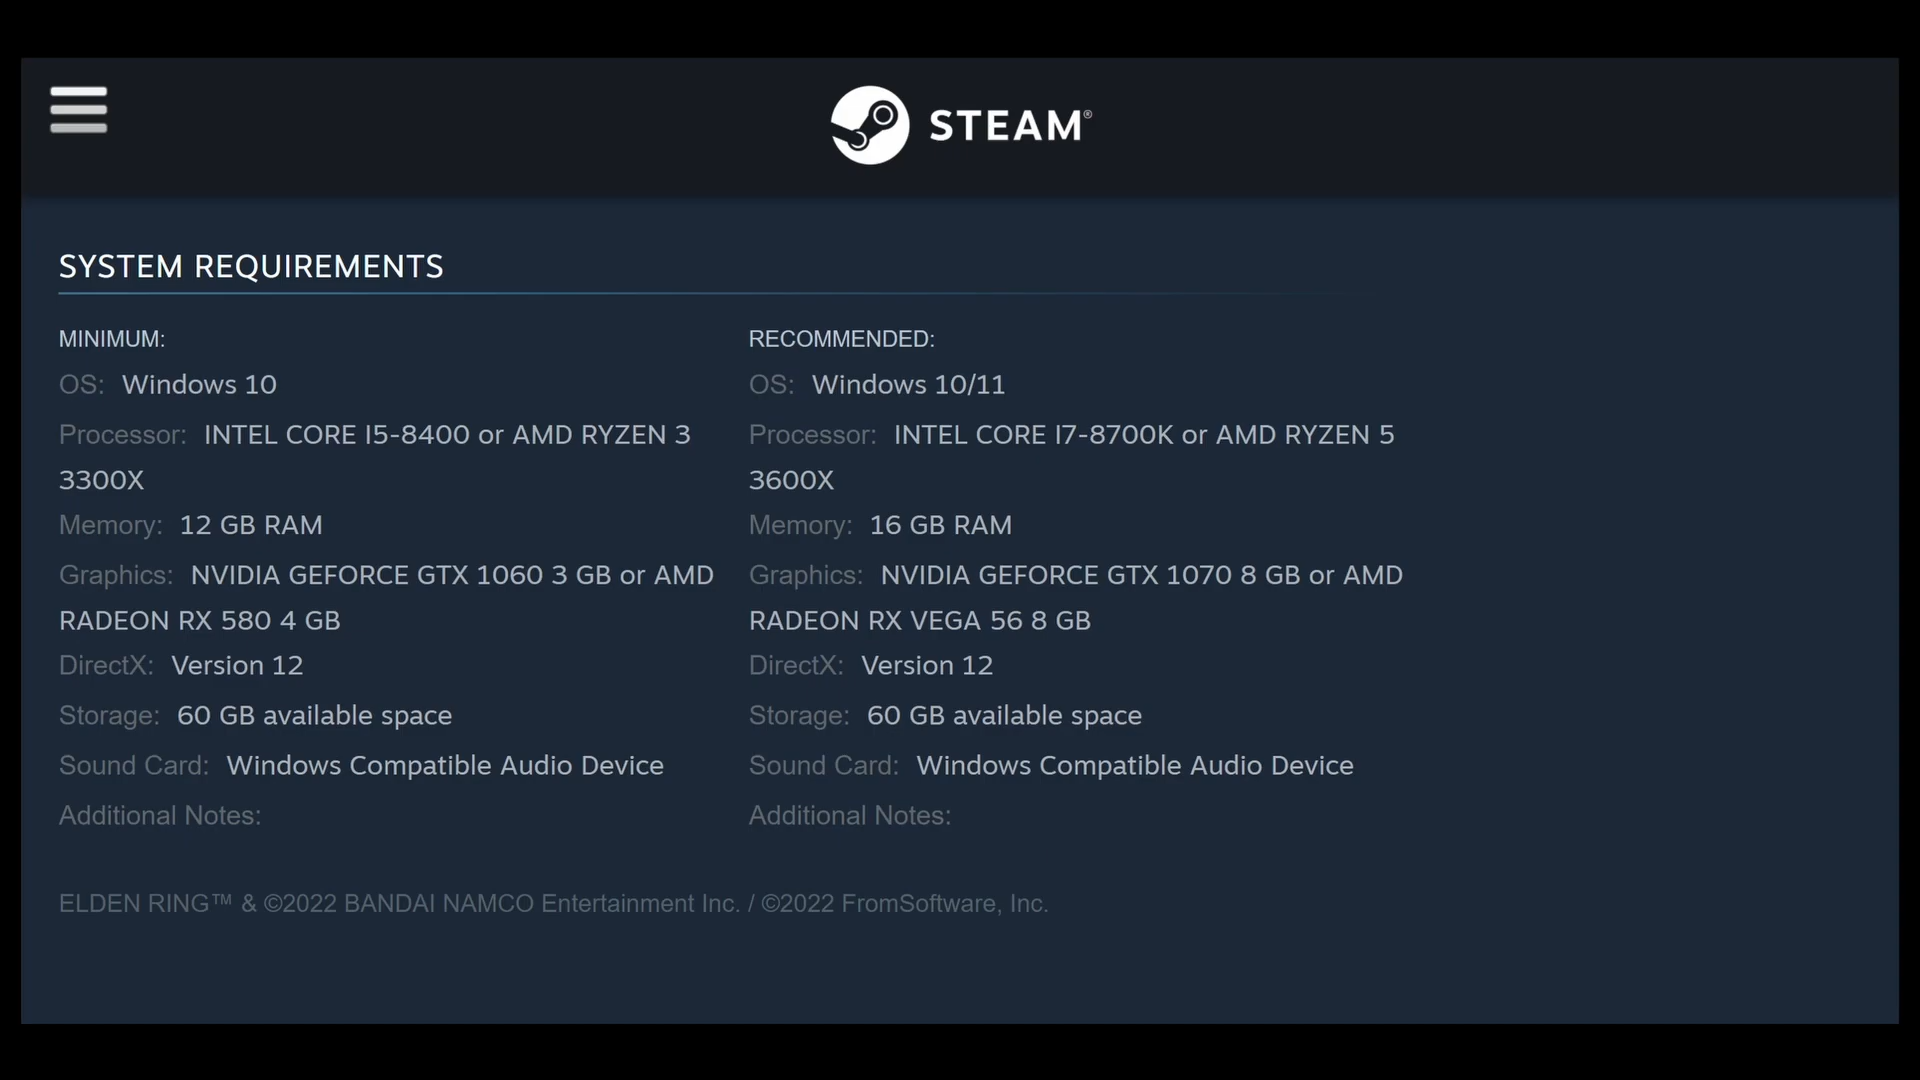 STEAM®
SYSTEM REQUIREMENTS
MINIMUM:
OS: Windows 10
Processor: INTEL CORE I5-8400 or AMD RYZEN 3
3300X
Memory: 12 GB RAM
Graphics: NVIDIA GEFORCE GTX 1060 3 GB or AMD
RADEON RX 580 4 GB
DirectX: Version 12
Storage: 60 GB available space
Sound Card: Windows Compatible Audio Device
Additional Notes:
RECOMMENDED:
OS: Windows 10/11
Processor: INTEL CORE I7-8700K or AMD RYZEN 5
3600X
Memory: 16 GB RAM
Graphics: NVIDIA GEFORCE GTX 1070 8 GB or AMD
RADEON RX VEGA 56 8 GB
DirectX: Version 12
Storage: 60 GB available space
Sound Card: Windows Compatible Audio Device
Additional Notes:
ELDEN RING™ & ©2022 BANDAI NAMCO Entertainment Inc. / ©2022 FromSoftware, Inc.